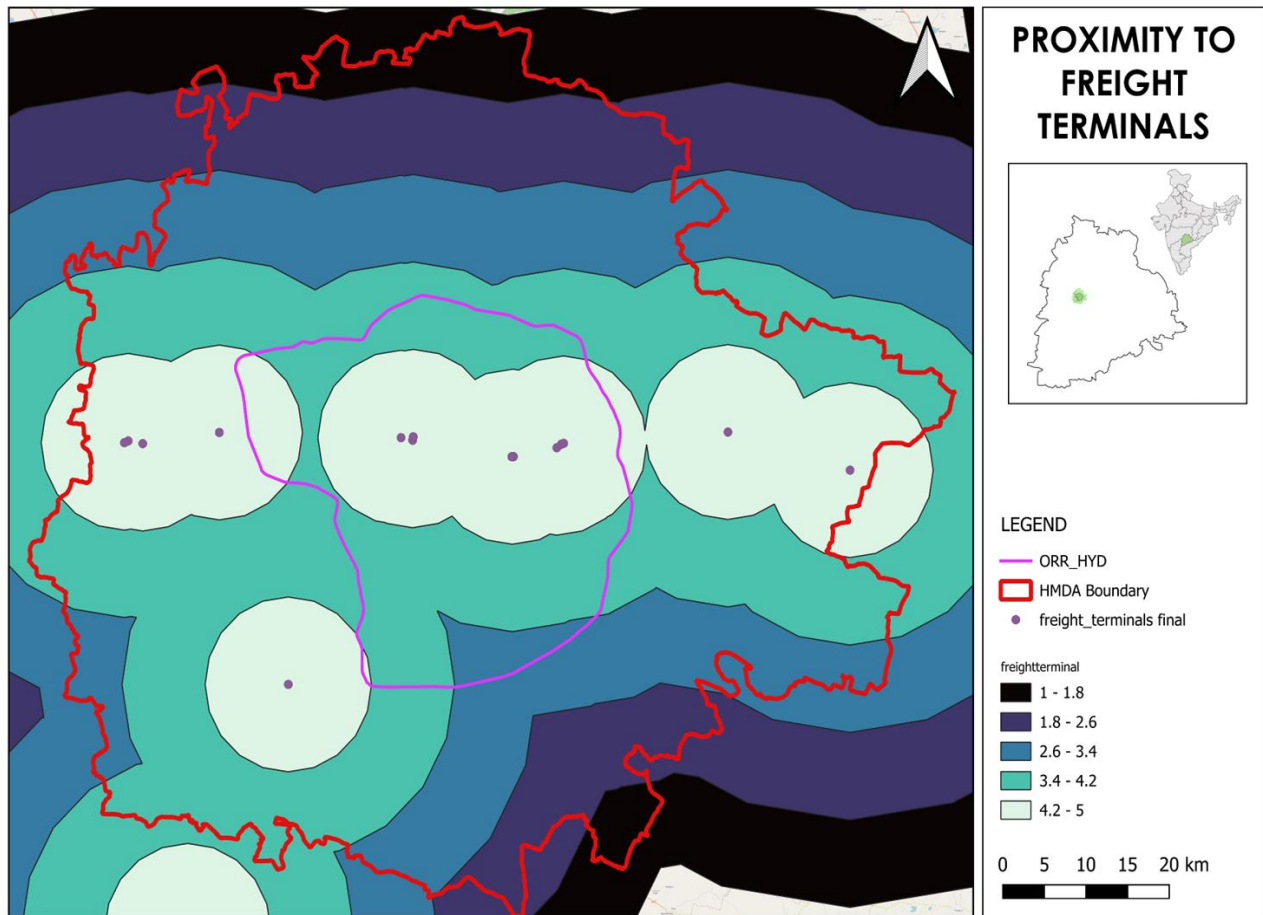 PROXIMITY TO
FREIGHT
TERMINALS
LEGEND
ORR_HYD
HMDA Boundary
freight_terminals final
freightterminal
1 - 1.8
1.8 - 2.6
2.6 - 3.4
3.4 - 4.2
4.2 - 5
0 5 10 15 20 km